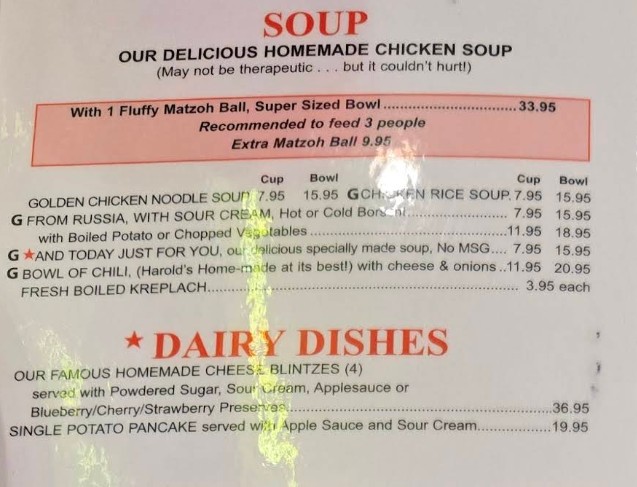 SOUP
OUR DELICIOUS HOMEMADE CHICKEN SOUP
(May not be therapeutic . . . but it couldn't hurt!)
With 1 Fluffy Matzoh Ball, Super Sized Bowl .............................. 33.95
Recommended to feed 3 people
Extra Matzoh Ball 9.95
Cup Bowl Cup Bowl
GOLDEN CHICKEN NOODLE SOUP 7.95 15.95 G CHICKEN RICE SOUP. 7.95 15.95
G FROM RUSSIA, WITH SOUR CREAM, Hot or Cold Borscht...................... 7.95 15.95
with Boiled Potato or Chopped Vegetables.............................................11.95 18.95
G ★AND TODAY JUST FOR YOU, our delicious specially made soup, No MSG.... 7.95 15.95
G BOWL OF CHILI, (Harold's Home-made at its best!) with cheese & onions ..11.95 20.95
FRESH BOILED KREPLACH....................................................................... 3.95 each
★ DAIRY DISHES
OUR FAMOUS HOMEMADE CHEESE BLINTZES (4)
served with Powdered Sugar, Sour Cream, Applesauce or
Blueberry/Cherry/Strawberry Preserves............................................................36.95
SINGLE POTATO PANCAKE served with Apple Sauce and Sour Cream................19.95